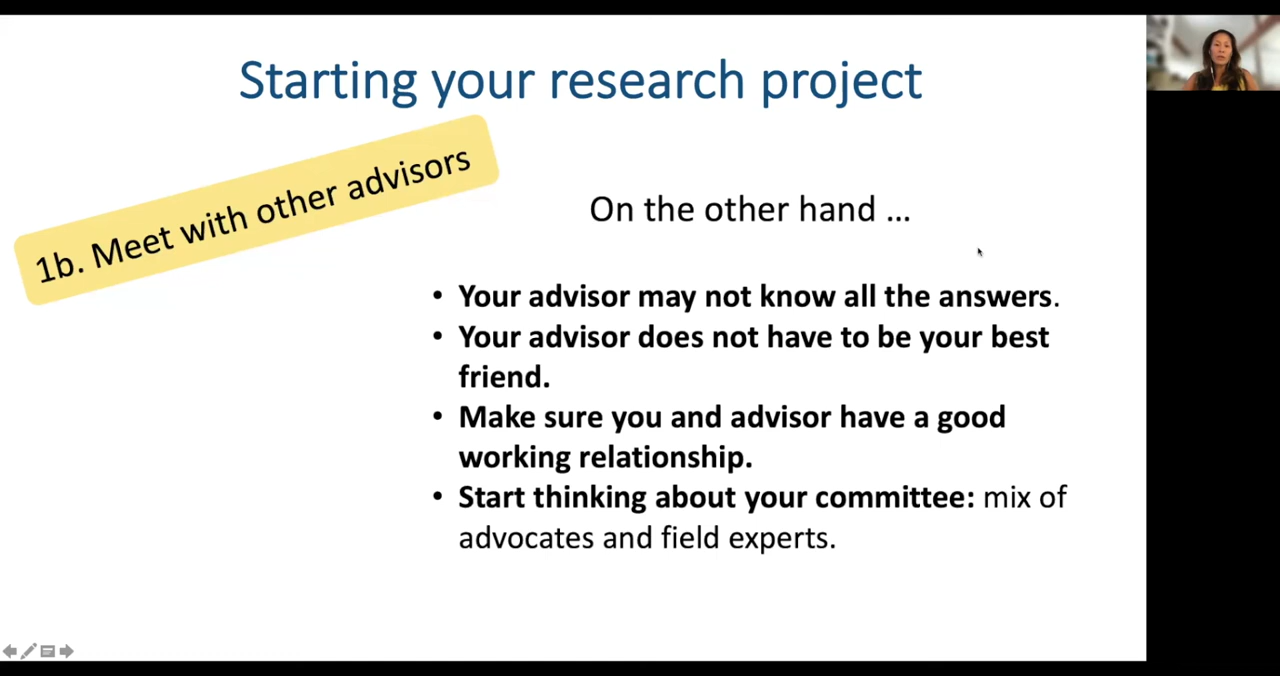 Starting your research project
1b. Meet with other advisors
On the other hand ...
• Your advisor may not know all the answers.
• Your advisor does not have to be your best
friend.
• Make sure you and advisor have a good
working relationship.
• Start thinking about your committee: mix of
advocates and field experts.